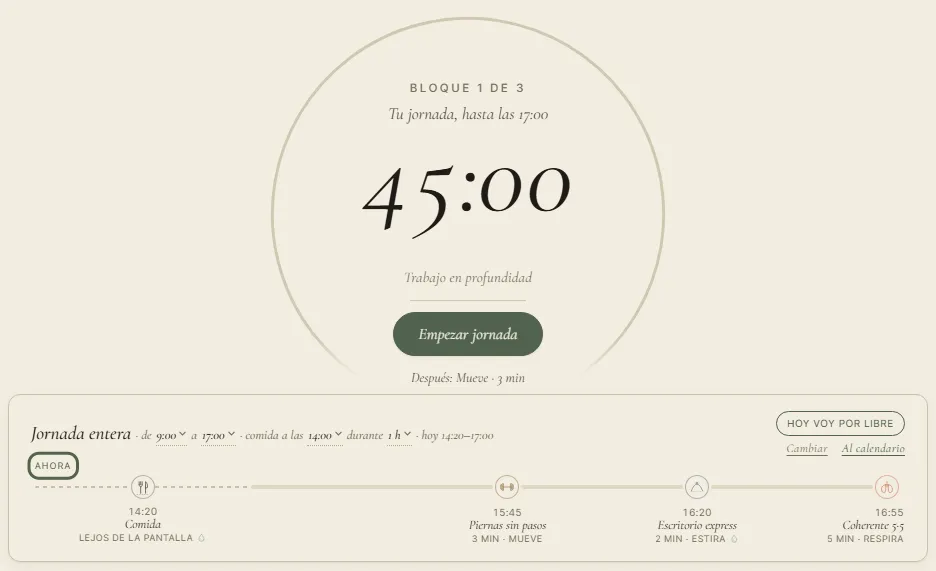 BLOQUE 1 DE 3
Tu jornada, hasta las 17:00
45:00
Trabajo en profundidad
Empezar jornada
Después: Mueve · 3 min
Jornada entera · de 9:00 a 17:00 · comida a las 14:00 durante 1 h · hoy 14:20–17:00
HOY VOY POR LIBRE
Cambiar Al calendario
AHORA
14:20 15:45 16:20 16:55
Comida Piernas sin pasos Escritorio express Coherente 5·5
LEJOS DE LA PANTALLA 3 MIN · MUEVE 2 MIN · ESTIRA 5 MIN · RESPIRA